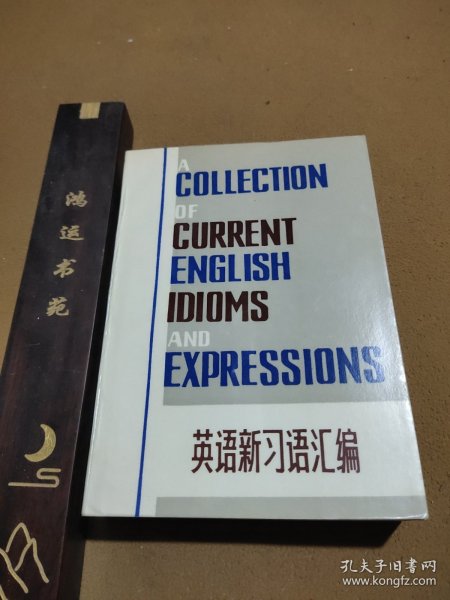 鸿运书苑
A
COLLECTION
OF
CURRENT
ENGLISH
IDIOMS
AND
EXPRESSIONS
英语新习语汇编
孔夫子旧书网
www.kongfz.com